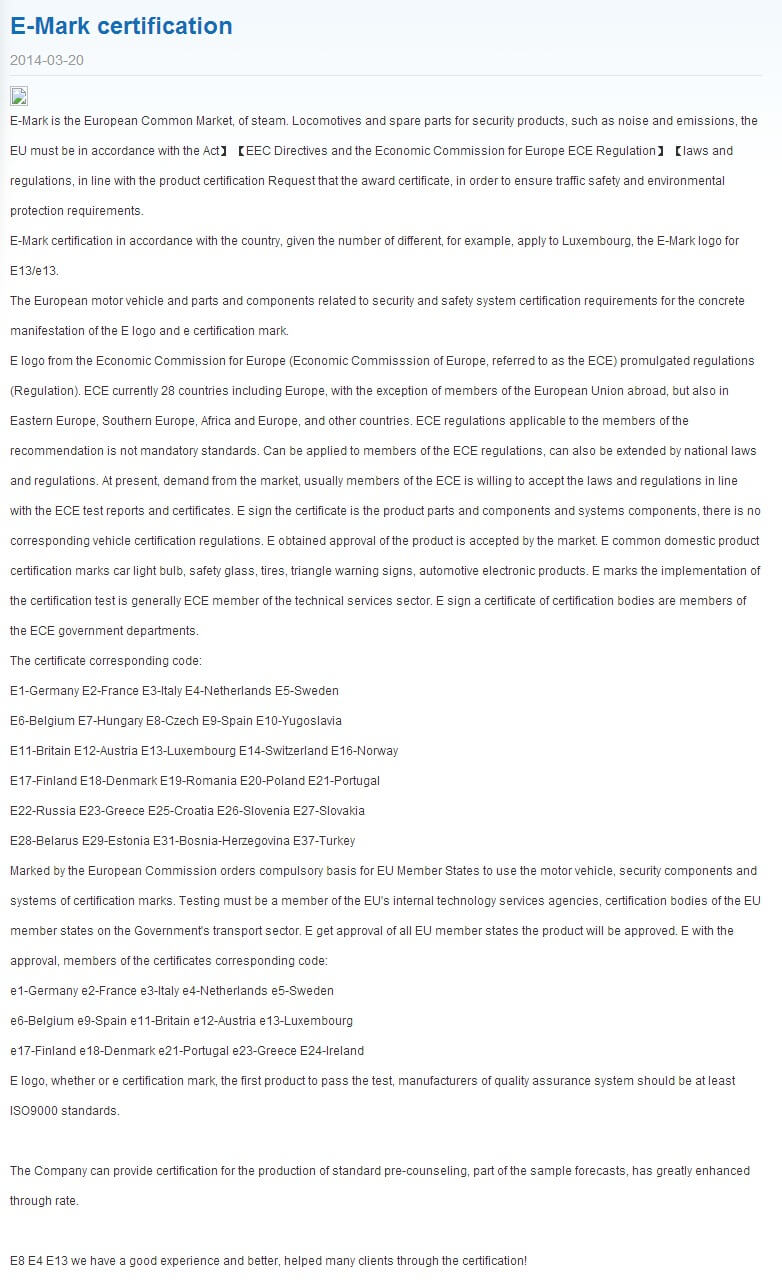 E-Mark certification
2014-03-20
E-Mark is the European Common Market, of steam. Locomotives and spare parts for security products, such as noise and emissions, the
EU must be in accordance with the Act】【EEC Directives and the Economic Commission for Europe ECE Regulation】【laws and
regulations, in line with the product certification Request that the award certificate, in order to ensure traffic safety and environmental
protection requirements.
E-Mark certification in accordance with the country, given the number of different, for example, apply to Luxembourg, the E-Mark logo for
E13/e13.
The European motor vehicle and parts and components related to security and safety system certification requirements for the concrete
manifestation of the E logo and e certification mark.
E logo from the Economic Commission for Europe (Economic Commisssion of Europe, referred to as the ECE) promulgated regulations
(Regulation). ECE currently 28 countries including Europe, with the exception of members of the European Union abroad, but also in
Eastern Europe, Southern Europe, Africa and Europe, and other countries. ECE regulations applicable to the members of the
recommendation is not mandatory standards. Can be applied to members of the ECE regulations, can also be extended by national laws
and regulations. At present, demand from the market, usually members of the ECE is willing to accept the laws and regulations in line
with the ECE test reports and certificates. E sign the certificate is the product parts and components and systems components, there is no
corresponding vehicle certification regulations. E obtained approval of the product is accepted by the market. E common domestic product
certification marks car light bulb, safety glass, tires, triangle warning signs, automotive electronic products. E marks the implementation of
the certification test is generally ECE member of the technical services sector. E sign a certificate of certification bodies are members of
the ECE government departments.
The certificate corresponding code:
E1-Germany E2-France E3-Italy E4-Netherlands E5-Sweden
E6-Belgium E7-Hungary E8-Czech E9-Spain E10-Yugoslavia
E11-Britain E12-Austria E13-Luxembourg E14-Switzerland E16-Norway
E17-Finland E18-Denmark E19-Romania E20-Poland E21-Portugal
E22-Russia E23-Greece E25-Croatia E26-Slovenia E27-Slovakia
E28-Belarus E29-Estonia E31-Bosnia-Herzegovina E37-Turkey
Marked by the European Commission orders compulsory basis for EU Member States to use the motor vehicle, security components and
systems of certification marks. Testing must be a member of the EU's internal technology services agencies, certification bodies of the EU
member states on the Government's transport sector. E get approval of all EU member states the product will be approved. E with the
approval, members of the certificates corresponding code:
e1-Germany e2-France e3-Italy e4-Netherlands e5-Sweden
e6-Belgium e9-Spain e11-Britain e12-Austria e13-Luxembourg
e17-Finland e18-Denmark e21-Portugal e23-Greece E24-Ireland
E logo, whether or e certification mark, the first product to pass the test, manufacturers of quality assurance system should be at least
ISO9000 standards.
The Company can provide certification for the production of standard pre-counseling, part of the sample forecasts, has greatly enhanced
through rate.
E8 E4 E13 we have a good experience and better, helped many clients through the certification!